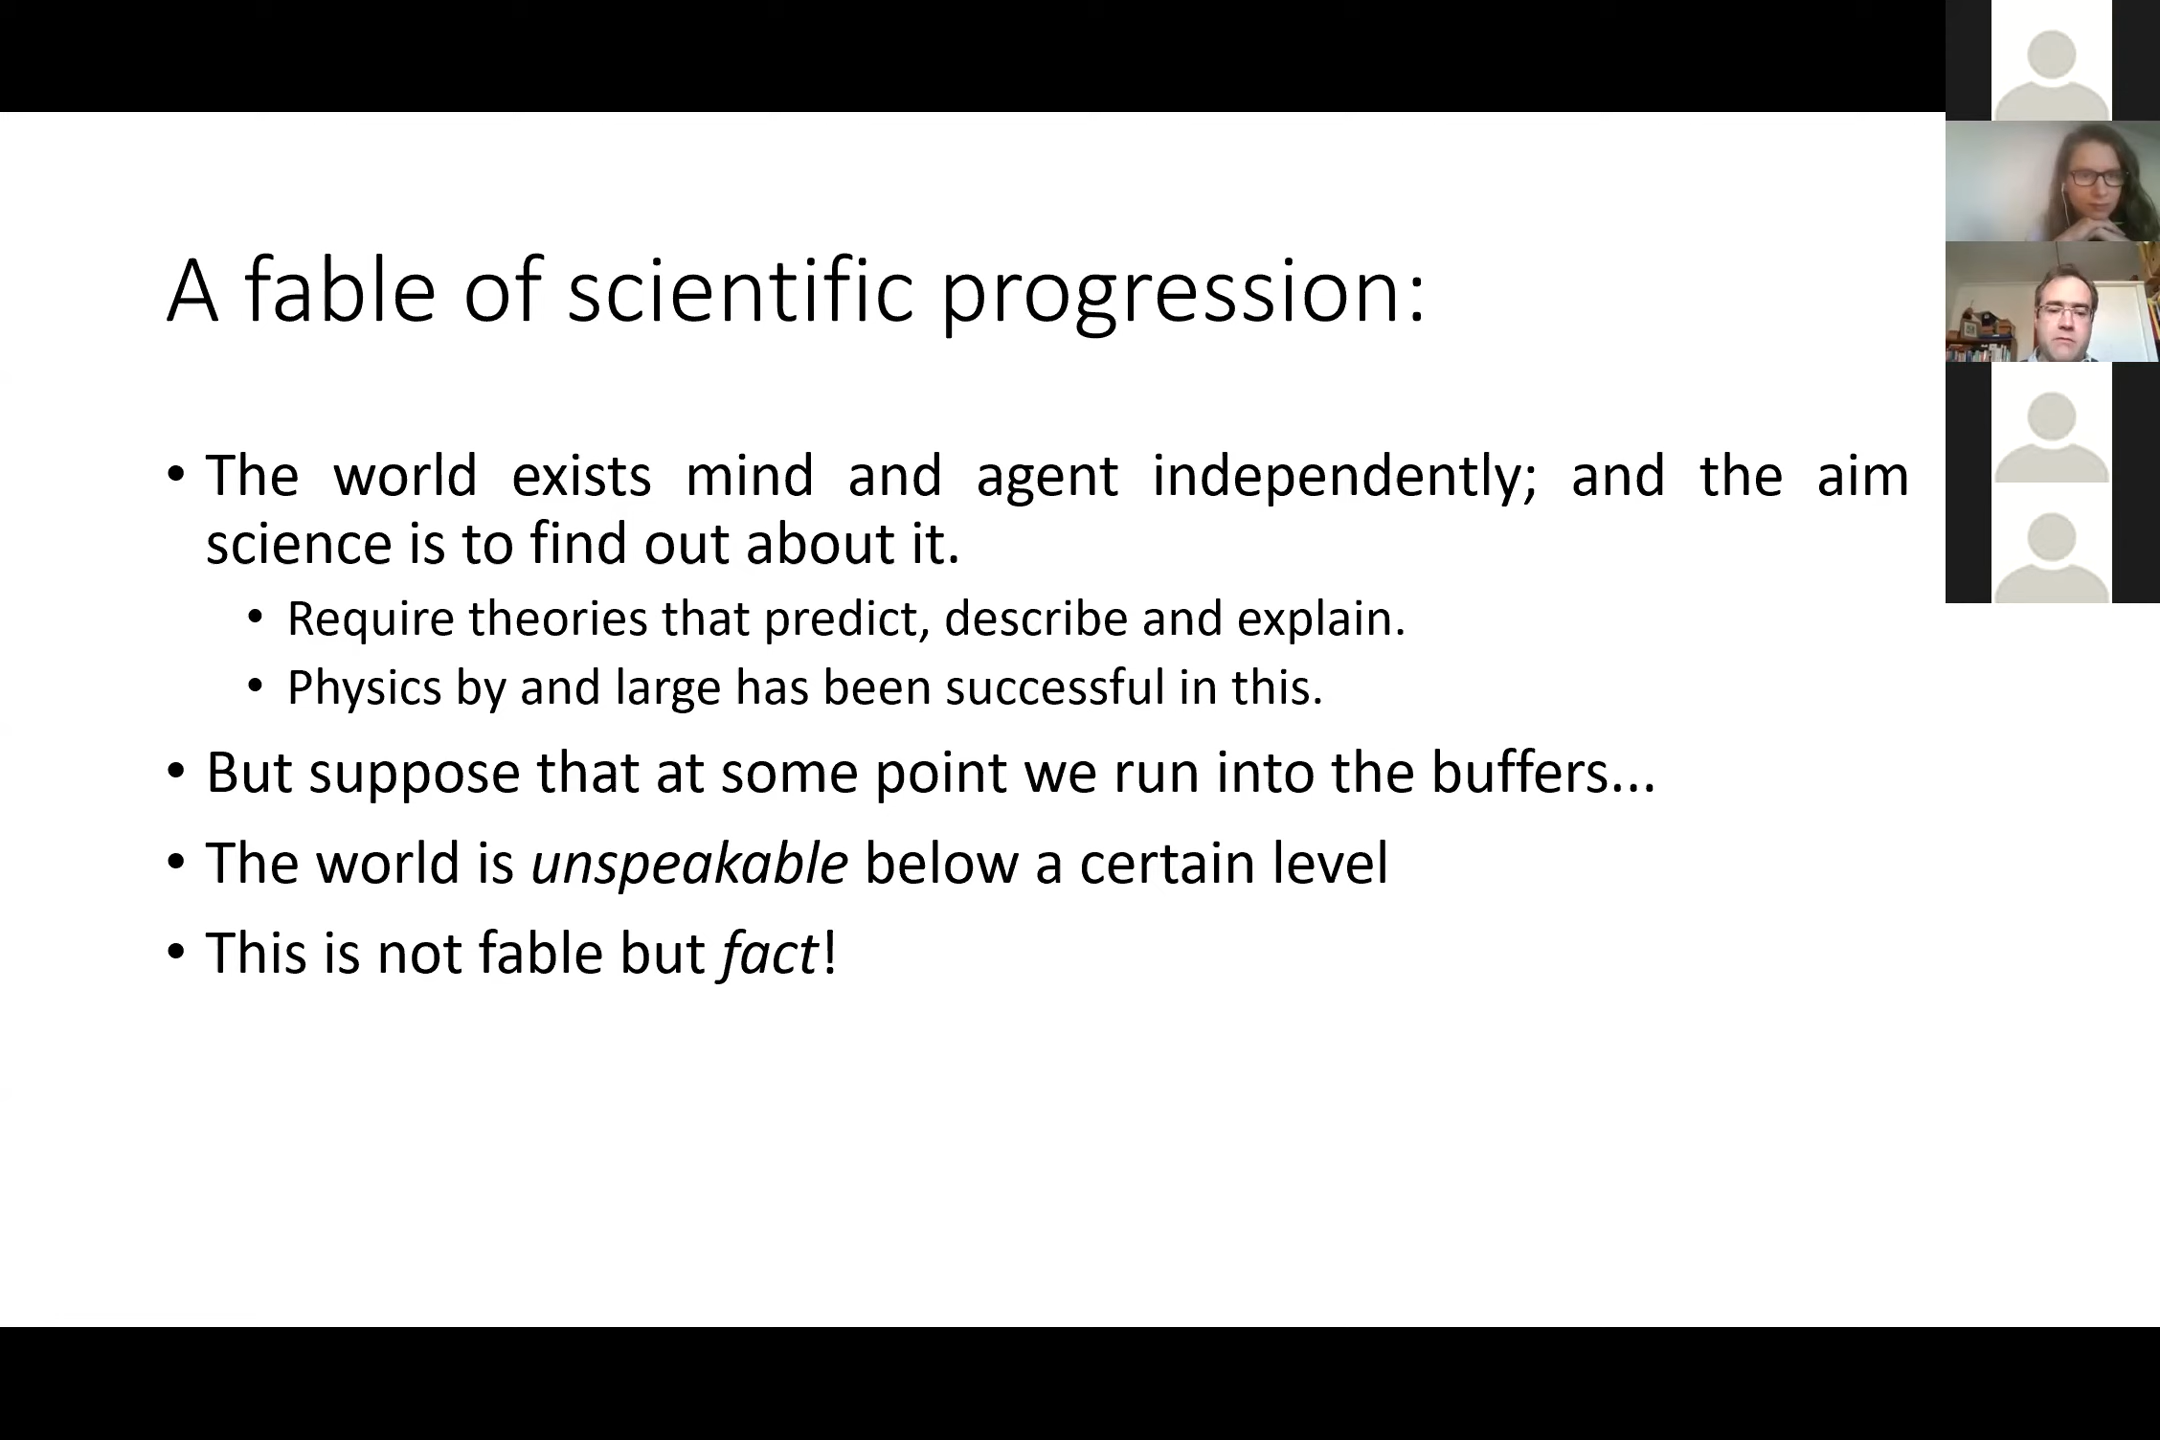 A fable of scientific progression:
• The world exists mind and agent independently; and the aim
science is to find out about it.
• Require theories that predict, describe and explain.
• Physics by and large has been successful in this.
• But suppose that at some point we run into the buffers...
• The world is unspeakable below a certain level
• This is not fable but fact!